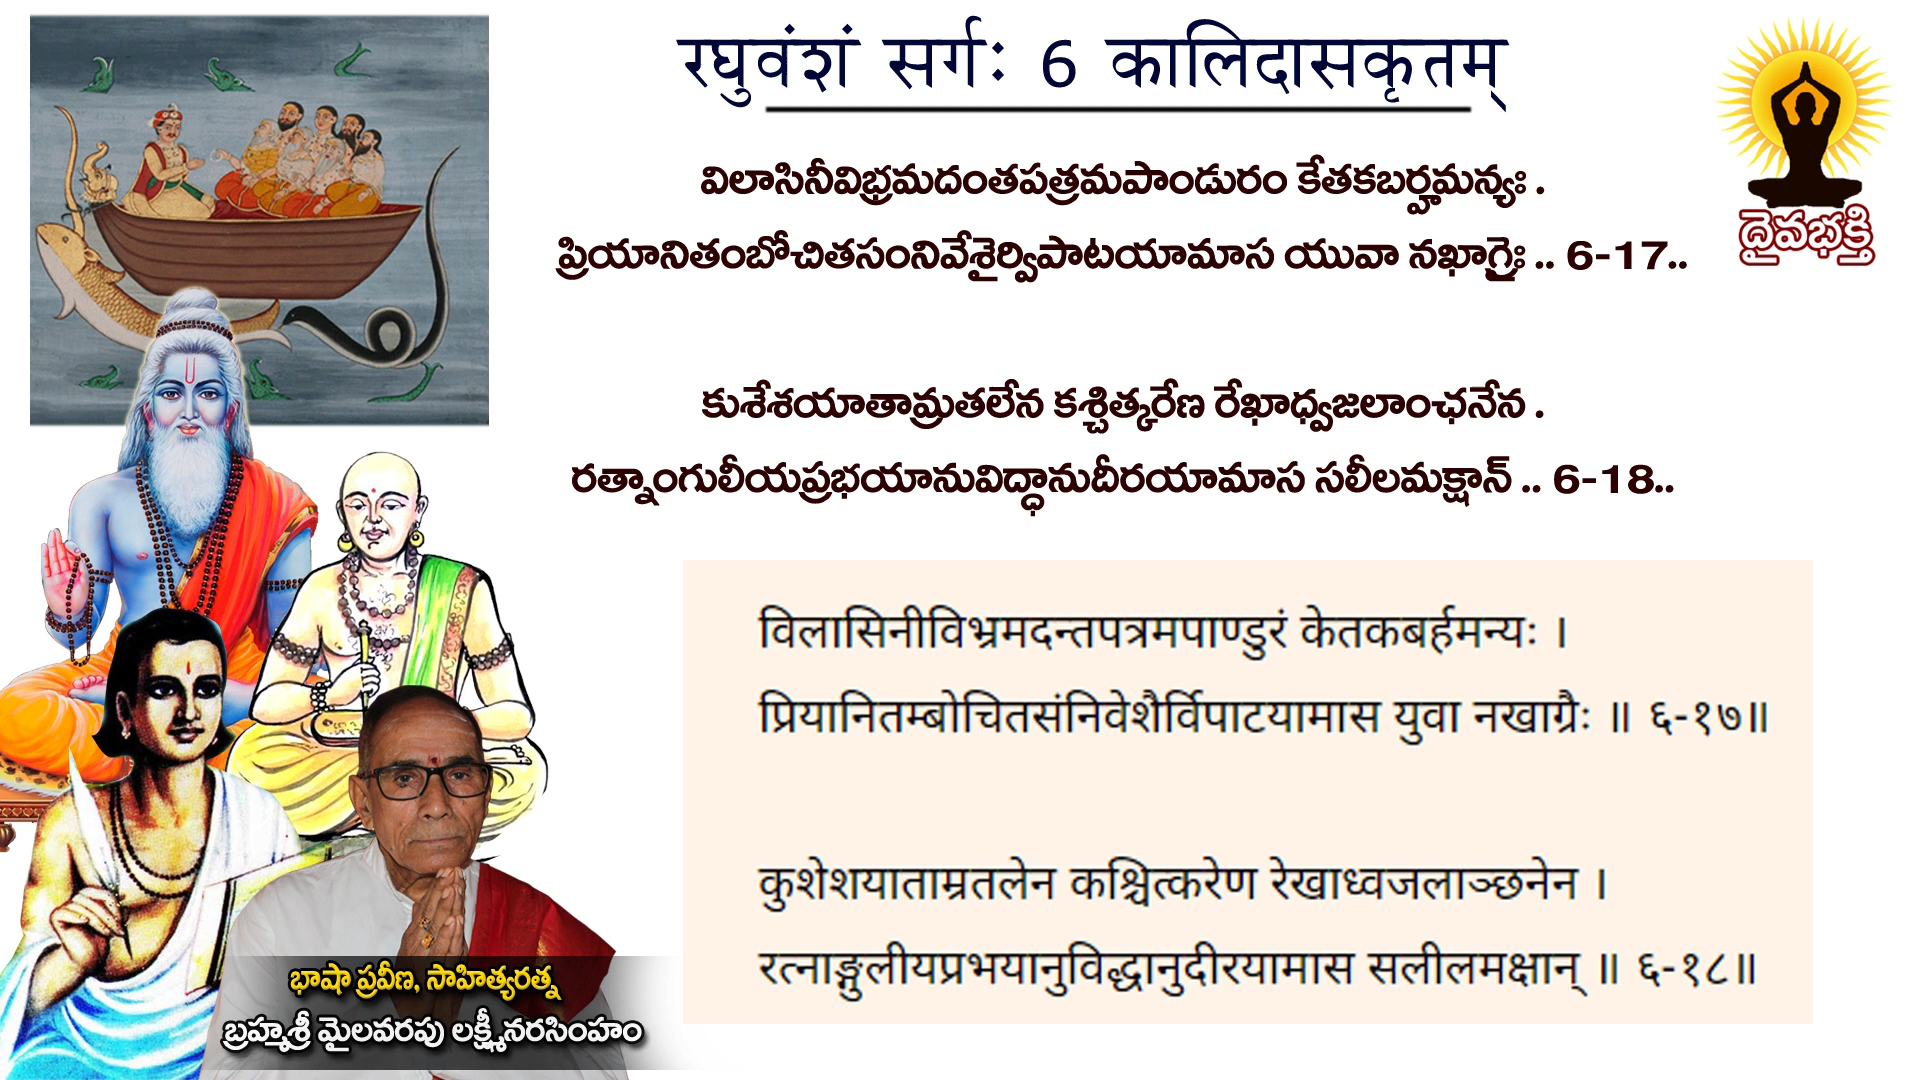 रघुवंशं सर्गः 6 कालिदासकृतम्
దైవభక్తి
విలాసినీవిభ్రమదంతపత్రమపాండురం కేతకబర్హమన్యః .
ప్రియానితంబోచితసంనివేశైర్విపాటయామాస యువా నఖాగ్రైః .. 6-17..
కుశేశయాతామ్రతలేన కశ్చిత్కరేణ రేఖాధ్వజలాంఛనేన .
రత్నాంగులీయప్రభయానువిద్ధానుదీరయామాస సలీలమక్షాన్ .. 6-18..
विलासिनीविभ्रमदन्तपत्रमपाण्डुरं केतकबर्हमन्यः ।
प्रियानितम्बोचितसंनिवेशैर्विपाटयामास युवा नखाग्रैः ॥ ६-१७॥
कुशेशयाताम्रतलेन कश्चित्करेण रेखाध्वजलाञ्छनेन ।
रत्नाङ्गुलीयप्रभयानुविद्धानुदीरयामास सलीलमक्षान् ॥ ६-१८॥
భాషా ప్రవీణ, సాహిత్యరత్న
బ్రహ్మశ్రీ మైలవరపు లక్ష్మీనరసింహం